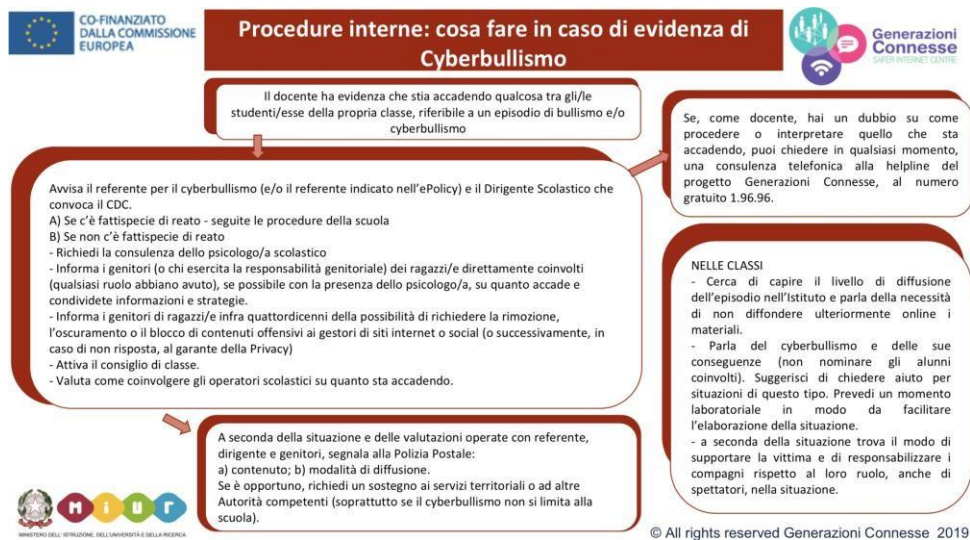 CO-FINANZIATO
DALLA COMMISSIONE
EUROPEA
Procedure interne: cosa fare in caso di evidenza di
Cyberbullismo
Generazioni
Connesse
SAFER INTERNET CENTRE
Il docente ha evidenza che stia accadendo qualcosa tra gli/le
studenti/esse della propria classe, riferibile a un episodio di bullismo e/o
cyberbullismo
Se, come docente, hai un dubbio su come
procedere o interpretare quello che sta
accadendo, puoi chiedere in qualsiasi momento,
una consulenza telefonica alla helpline del
progetto Generazioni Connesse, al numero
gratuito 1.96.96.
Avvisa il referente per il cyberbullismo (e/o il referente indicato nell'ePolicy) e il Dirigente Scolastico che
convoca il CDC.
A) Se c'è fattispecie di reato - seguite le procedure della scuola
B) Se non c'è fattispecie di reato
- Richiedi la consulenza dello psicologo/a scolastico
- Informa i genitori (o chi esercita la responsabilità genitoriale) dei ragazzi/e direttamente coinvolti
(qualsiasi ruolo abbiano avuto), se possibile con la presenza dello psicologo/a, su quanto accade e
condividete informazioni e strategie.
- Informa i genitori di ragazzi/e infra quattordicenni della possibilità di richiedere la rimozione,
l'oscuramento o il blocco di contenuti offensivi ai gestori di siti internet o social (o successivamente, in
caso di non risposta, al garante della Privacy)
- Attiva il consiglio di classe.
- Valuta come coinvolgere gli operatori scolastici su quanto sta accadendo.
NELLE CLASSI
- Cerca di capire il livello di diffusione
dell'episodio nell'Istituto e parla della necessità
di non diffondere ulteriormente online i
materiali.
- Parla del cyberbullismo e delle sue
conseguenze (non nominare gli alunni
coinvolti). Suggerisci di chiedere aiuto per
situazioni di questo tipo. Prevedi un momento
laboratoriale in modo da facilitare
l'elaborazione della situazione.
- a seconda della situazione trova il modo di
supportare la vittima e di responsabilizzare i
compagni rispetto al loro ruolo, anche di
spettatori, nella situazione.
A seconda della situazione e delle valutazioni operate con referente,
dirigente e genitori, segnala alla Polizia Postale:
a) contenuto; b) modalità di diffusione.
Se è opportuno, richiedi un sostegno ai servizi territoriali o ad altre
Autorità competenti (soprattutto se il cyberbullismo non si limita alla
scuola).
miur
MINISTERO DELL' ISTRUZIONE, DELL'UNIVERSITÀ E DELLA RICERCA
© All rights reserved Generazioni Connesse 2019